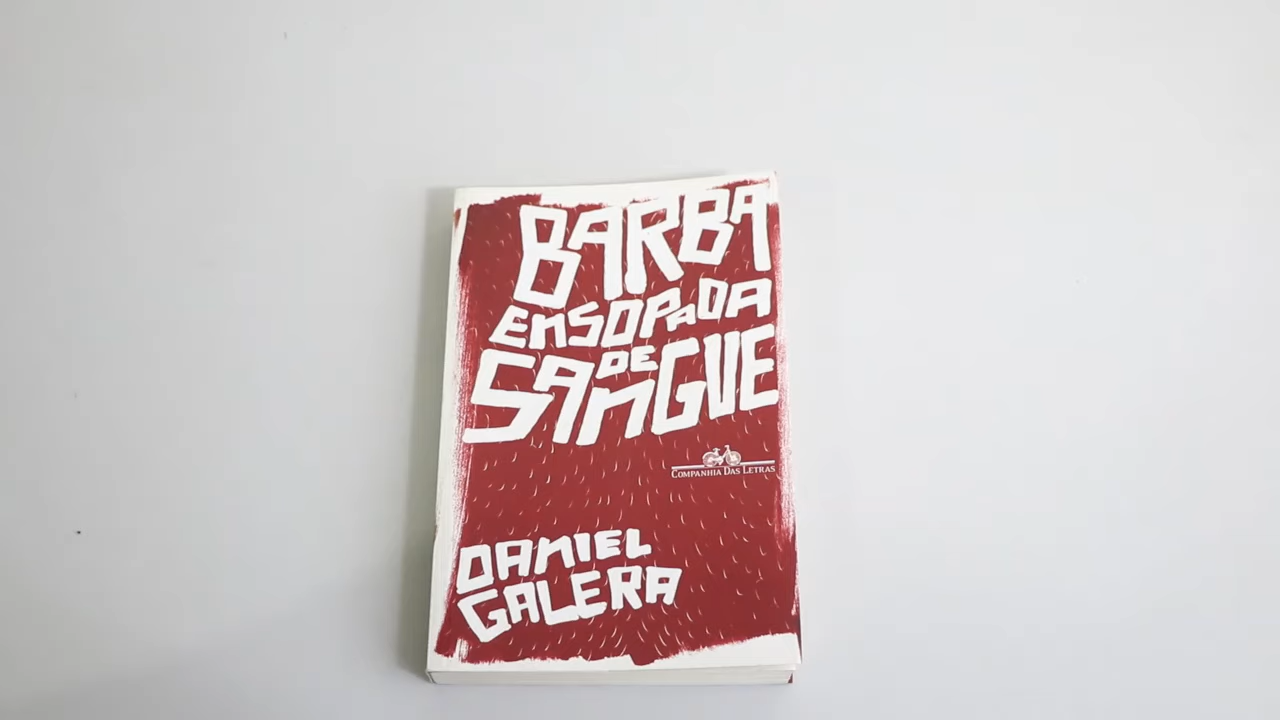 BARBA
ENSOPADA
DE
SANGUE
COMPANHIA DAS LETRAS
DANIEL
GALERA